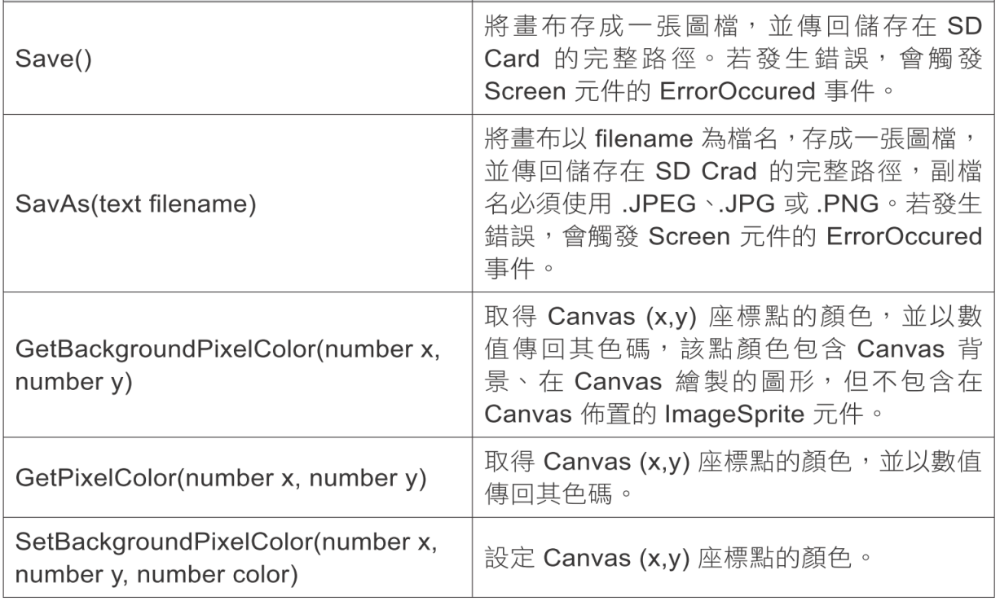 Save()
將畫布存成一張圖檔，並傳回儲存在 SD
Card 的完整路徑。若發生錯誤，會觸發
Screen 元件的 ErrorOccured 事件。
SavAs(text filename)
將畫布以 filename 為檔名，存成一張圖檔，
並傳回儲存在 SD Crad 的完整路徑，副檔
名必須使用 .JPEG、.JPG 或 .PNG。若發生
錯誤，會觸發 Screen 元件的 ErrorOccured
事件。
GetBackgroundPixelColor(number x,
number y)
取得 Canvas (x,y) 座標點的顏色，並以數
值傳回其色碼，該點顏色包含 Canvas 背
景、在 Canvas 繪製的圖形，但不包含在
Canvas 佈置的 ImageSprite 元件。
GetPixelColor(number x, number y)
取得 Canvas (x,y) 座標點的顏色，並以數值
傳回其色碼。
SetBackgroundPixelColor(number x,
number y, number color)
設定 Canvas (x,y) 座標點的顏色。